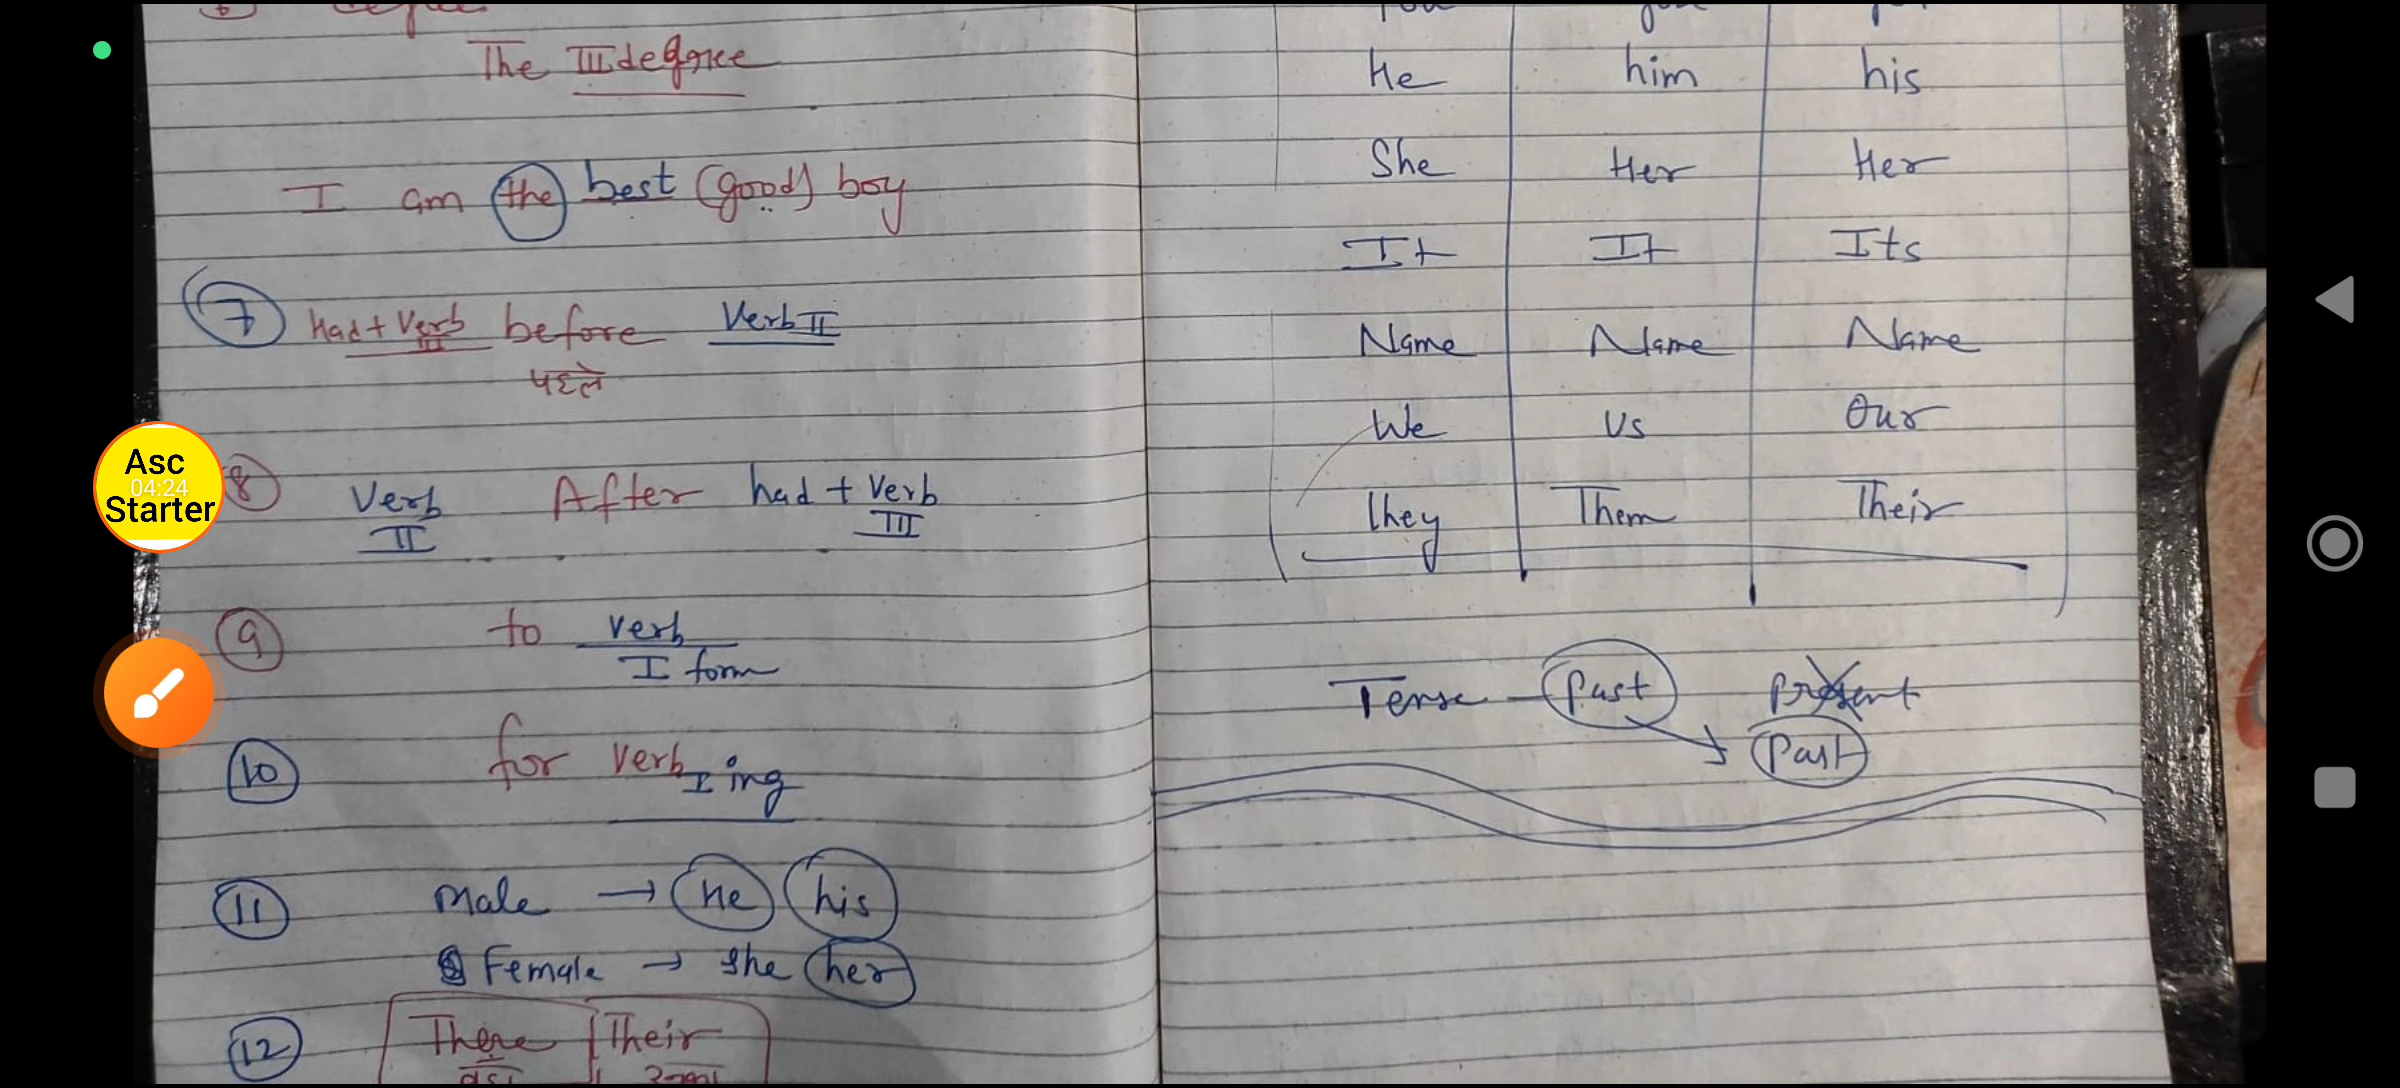 The III degree
I am the best (good) boy
7 Had + Verb III before Verb II
पहले
8 Verb II After had + Verb III
9 to verb I form
10 for verb I ing
11 male → He his
Female → she her
12 There Their
He him his
She Her Her
It It Its
Name Name Name
We Us Our
They Them Their
Tense - Past Present
Past
Asc
04:24
Starter